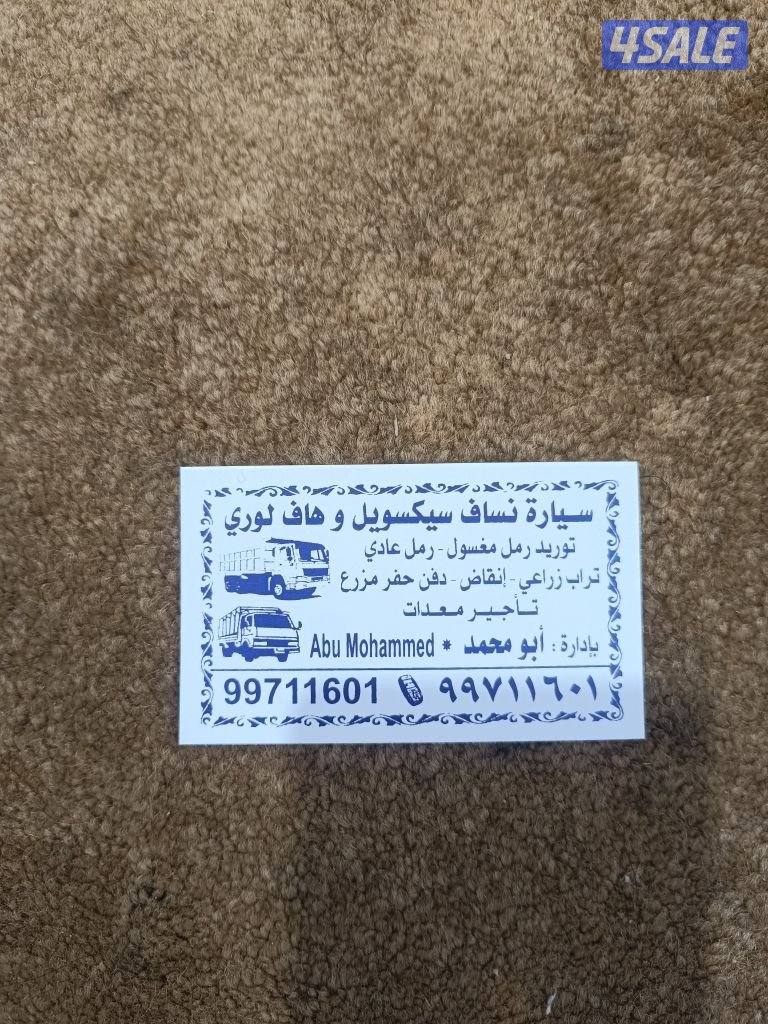 4SALE
سيارة نساف سيكسويل و هاف لوري
توريد رمل مغسول - رمل عادي
تراب زراعي - إنقاض - دفن حفر مزرع
تأجير معدات
بإدارة : أبو محمد * Abu Mohammed
99711601 ٩٩٧١١٦٠١